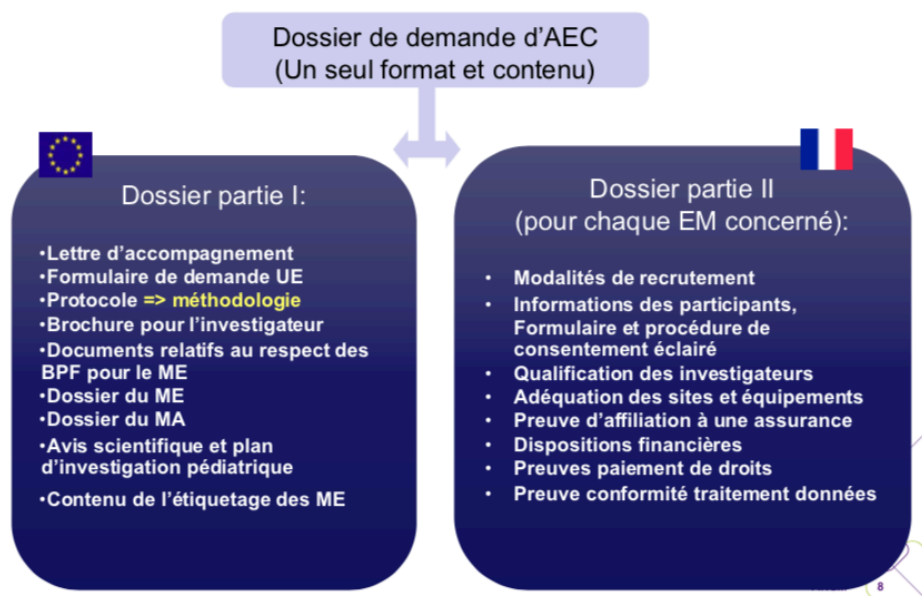 Dossier de demande d'AEC
(Un seul format et contenu)
Dossier partie I:
•Lettre d'accompagnement
•Formulaire de demande UE
•Protocole => méthodologie
•Brochure pour l'investigateur
•Documents relatifs au respect des
BPF pour le ME
•Dossier du ME
•Dossier du MA
•Avis scientifique et plan
d'investigation pédiatrique
•Contenu de l'étiquetage des ME
Dossier partie II
(pour chaque EM concerné):
• Modalités de recrutement
• Informations des participants,
Formulaire et procédure de
consentement éclairé
• Qualification des investigateurs
• Adéquation des sites et équipements
• Preuve d'affiliation à une assurance
• Dispositions financières
• Preuves paiement de droits
• Preuve conformité traitement données
8